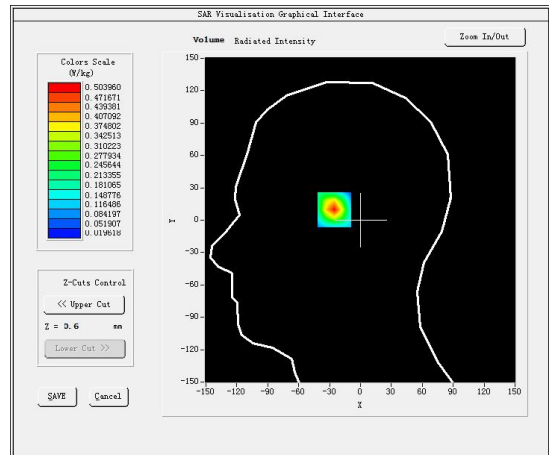 SAR Visualisation Graphical Interface
Volume Radiated Intensity
Zoom In/Out
Colors Scale
(W/kg)
0.503960
0.471671
0.439381
0.407092
0.374802
0.342513
0.310223
0.277934
0.245644
0.213355
0.181065
0.148776
0.116486
0.084197
0.051907
0.019618
Z-Cuts Control
<< Upper Cut
Z = 0.6 mm
Lower Cut >>
SAVE
Cancel
150
120
90
60
30
0
-30
-60
-90
-120
-150
Y
-150 -120 -90 -60 -30 0 30 60 90 120 150
X